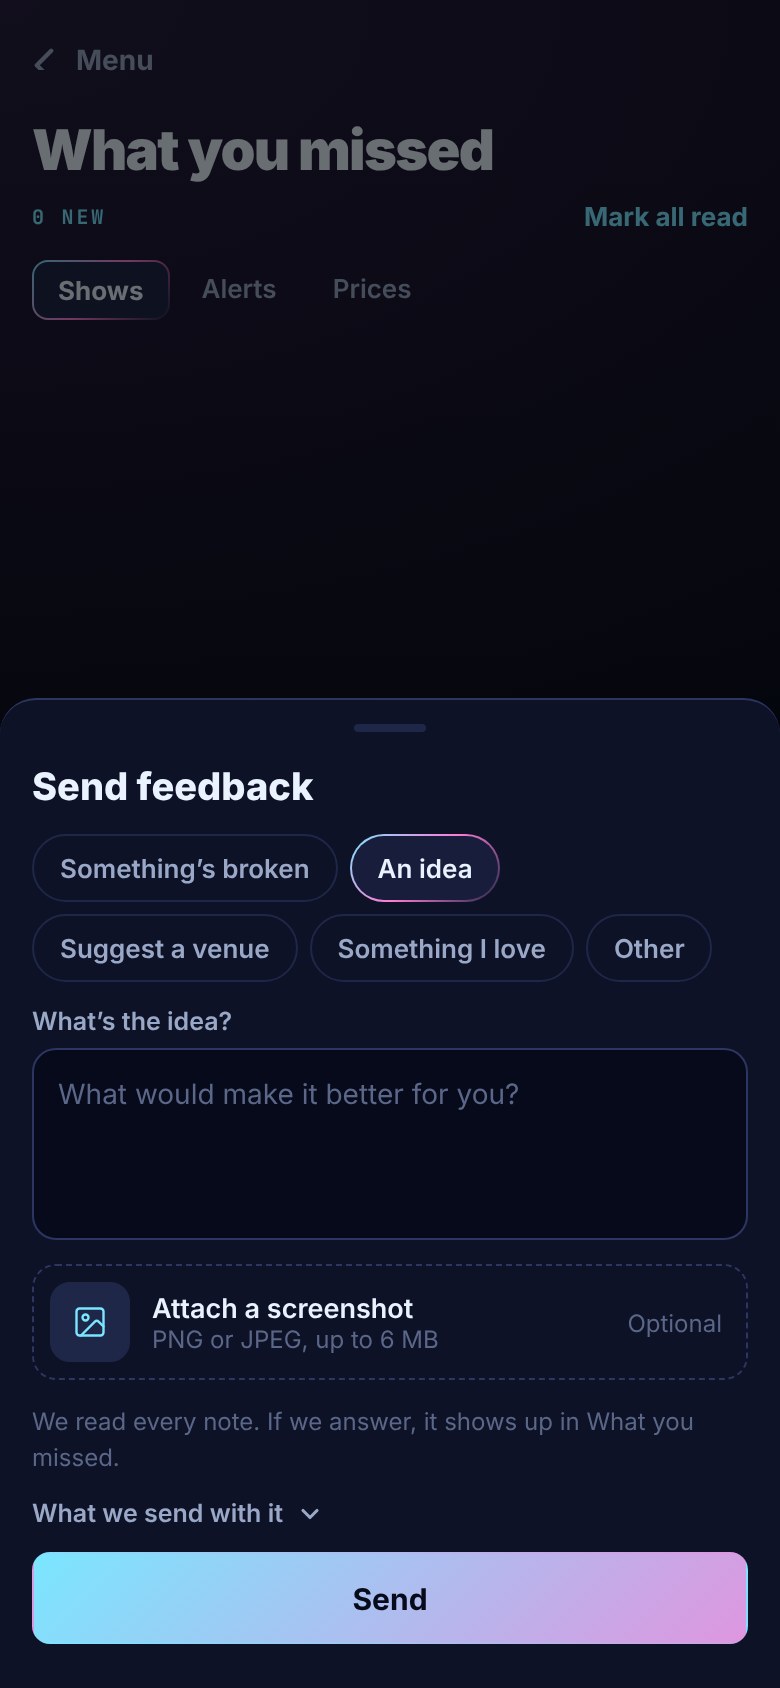 Menu
What you missed
0 NEW
Mark all read
Shows
Alerts
Prices
Send feedback
Something’s broken
An idea
Suggest a venue
Something I love
Other
What’s the idea?
What would make it better for you?
Attach a screenshot
PNG or JPEG, up to 6 MB
Optional
We read every note. If we answer, it shows up in What you
missed.
What we send with it
Send